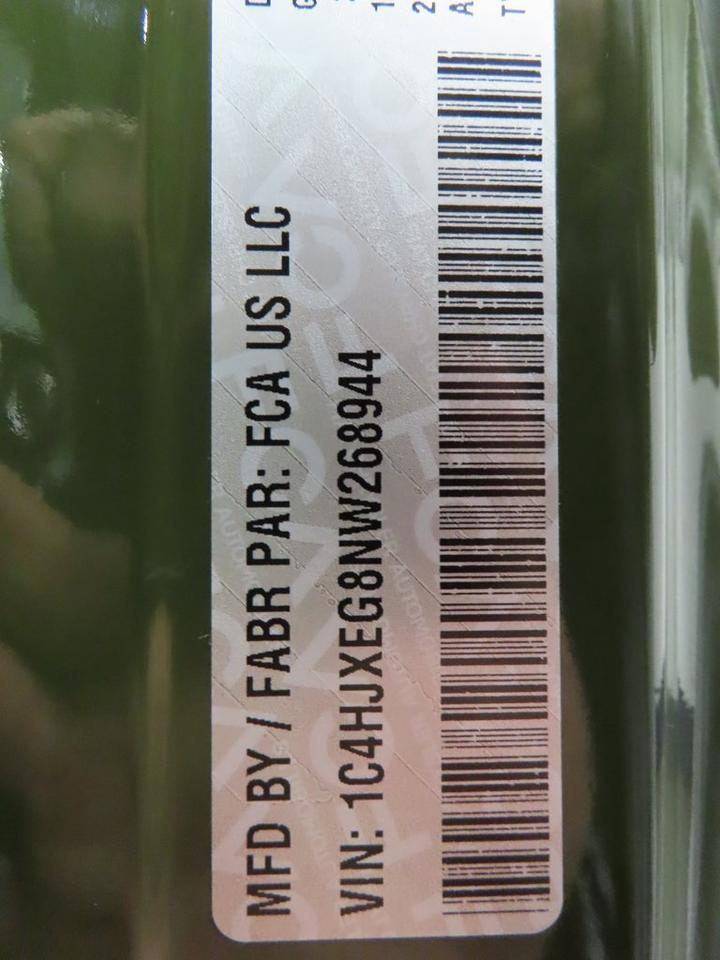 MFD BY / FABR PAR: FCA US LLC
VIN: 1C4HJXEG8NW268944